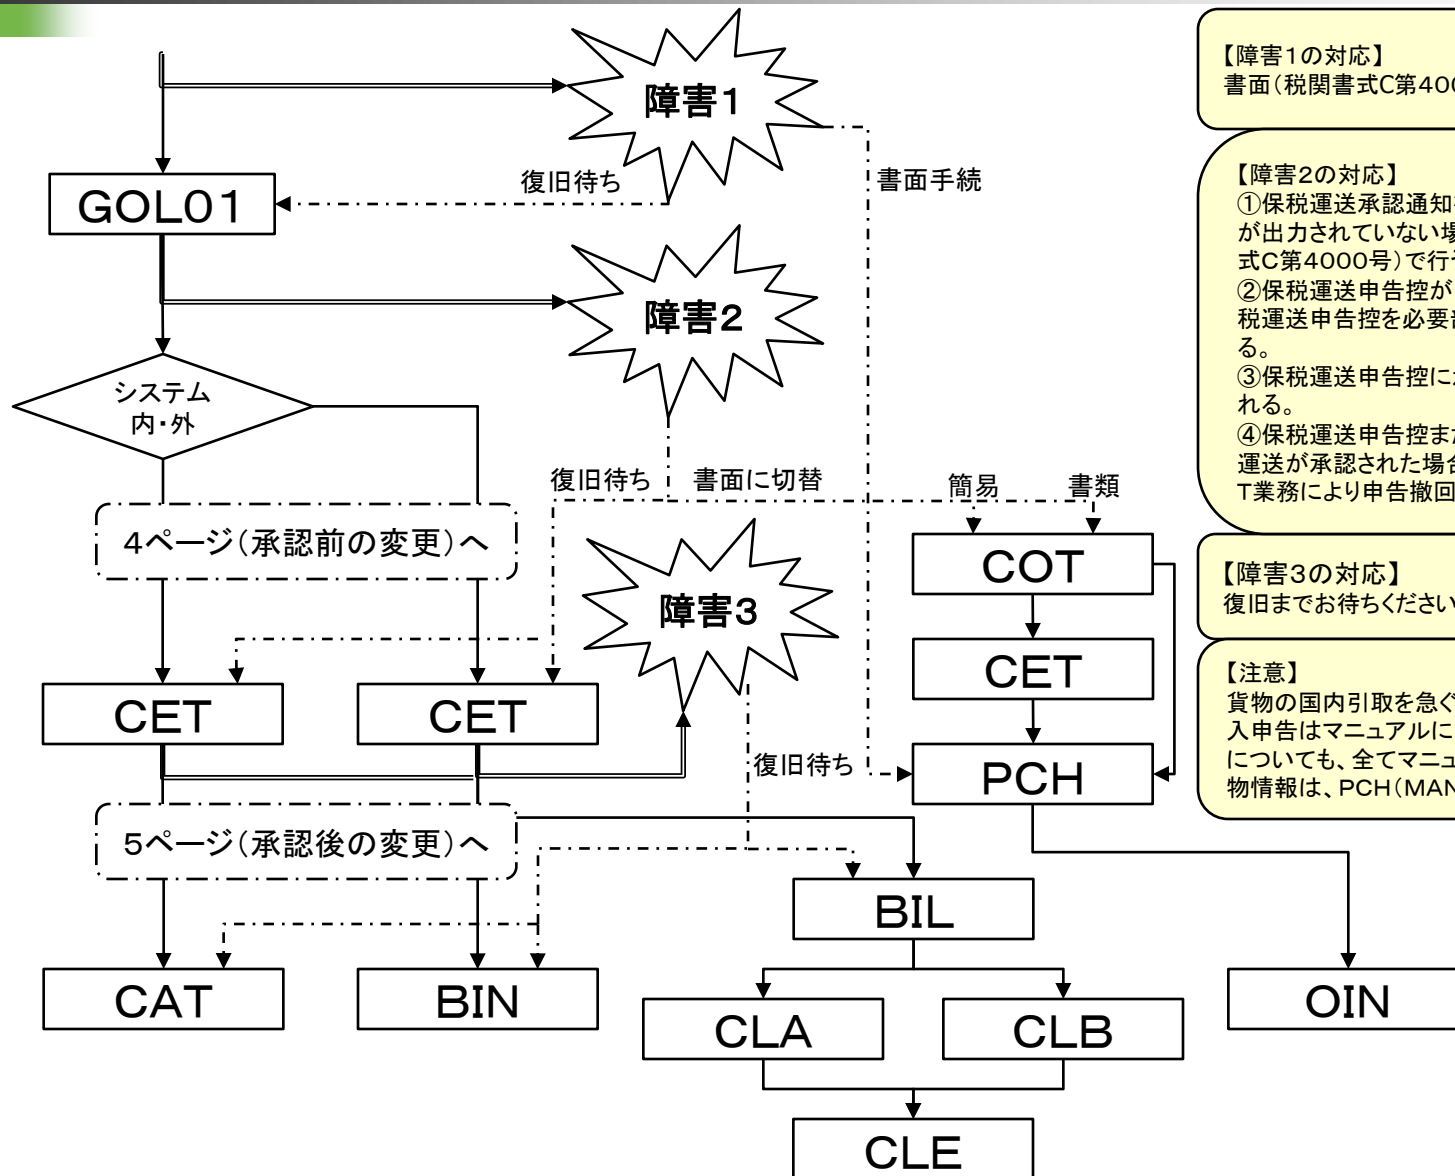 障害1
書面手続
復旧待ち
GOL01
障害2
システム
内・外
復旧待ち
書面に切替
簡易
書類
4ページ(承認前の変更)へ
障害3
COT
CET
CET
CET
復旧待ち
PCH
5ページ(承認後の変更)へ
BIL
CAT
BIN
CLA
CLB
OIN
CLE
【障害1の対応】
書面(税関書式C第400
【障害2の対応】
①保税運送承認通知
が出力されていない場
式C第4000号)で行
②保税運送申告控が
税運送申告控を必要
る。
③保税運送申告控に
れる。
④保税運送申告控ま
運送が承認された場合
T業務により申告撤回
【障害3の対応】
復旧までお待ちください
【注意】
貨物の国内引取を急ぐ
入申告はマニュアルに
についても、全てマニュ
物情報は、PCH(MAN